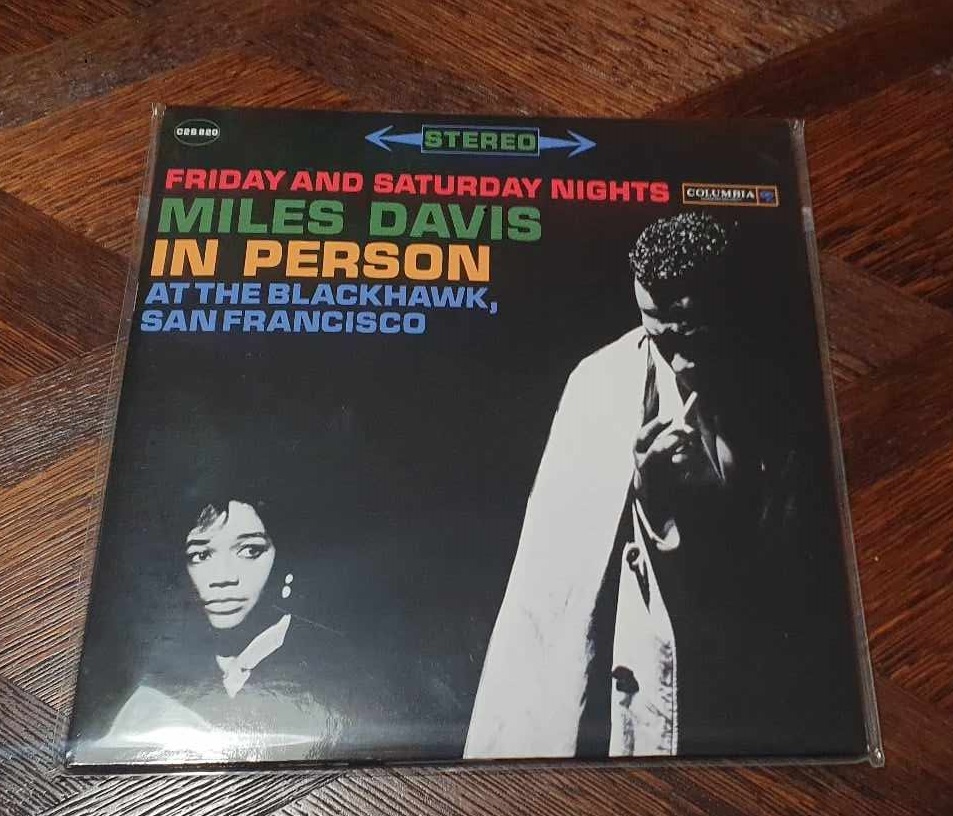 C2S 820
STEREO
FRIDAY AND SATURDAY NIGHTS
COLUMBIA
MILES DAVIS
IN PERSON
AT THE BLACKHAWK,
SAN FRANCISCO